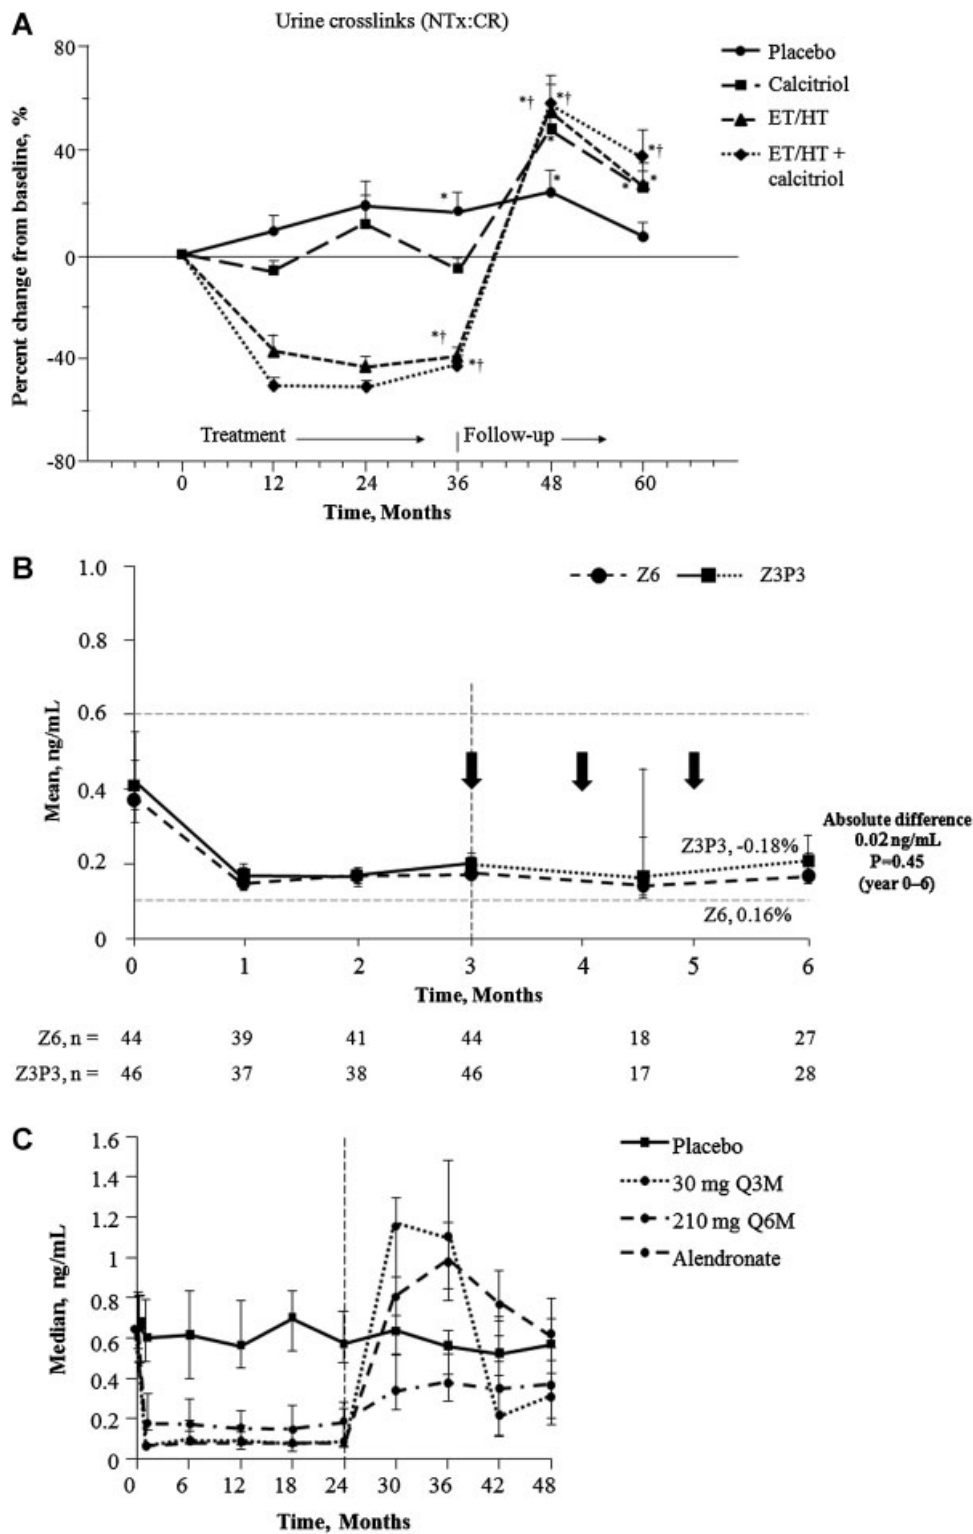 A
Urine crosslinks (NTx:CR)
80
40
0
-40
-80
Percent change from baseline, %
Placebo
Calcitriol
ET/HT
ET/HT +
calcitriol
*
*†
*†
*†
*†
*
*
*†
*
*
Treatment
Follow-up
0 12 24 36 48 60
Time, Months
B
1.0
0.8
0.6
0.4
0.2
0
Mean, ng/mL
Z6 Z3P3
Z3P3, -0.18%
Z6, 0.16%
Absolute difference
0.02 ng/mL
P=0.45
(year 0–6)
0 1 2 3 4 5 6
Time, Months
Z6, n = 44 39 41 44 18 27
Z3P3, n = 46 37 38 46 17 28
C
1.6
1.4
1.2
1
0.8
0.6
0.4
0.2
0
Median, ng/mL
Placebo
30 mg Q3M
210 mg Q6M
Alendronate
0 6 12 18 24 30 36 42 48
Time, Months